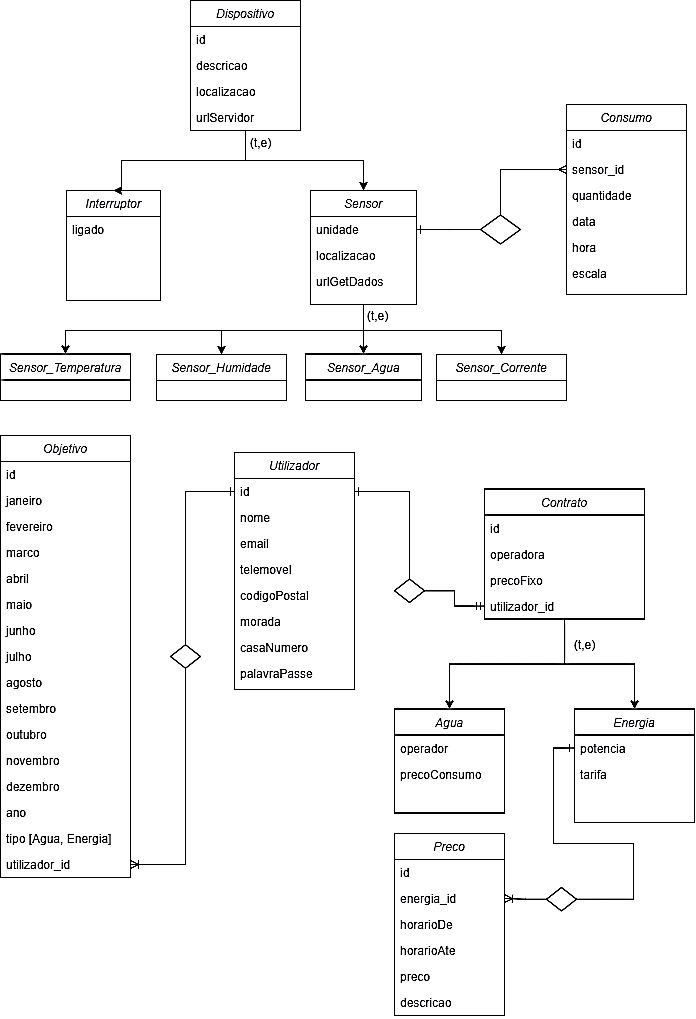 Dispositivo
id
descricao
localizacao
urlServidor
(t,e)
Consumo
id
sensor_id
quantidade
data
hora
escala
Interruptor
ligado
Sensor
unidade
localizacao
urlGetDados
(t,e)
Sensor_Temperatura
Sensor_Humidade
Sensor_Agua
Sensor_Corrente
Objetivo
id
janeiro
fevereiro
marco
abril
maio
junho
julho
agosto
setembro
outubro
novembro
dezembro
ano
tipo [Agua, Energia]
utilizador_id
Utilizador
id
nome
email
telemovel
codigoPostal
morada
casaNumero
palavraPasse
Contrato
id
operadora
precoFixo
utilizador_id
(t,e)
Agua
operador
precoConsumo
Energia
potencia
tarifa
Preco
id
energia_id
horarioDe
horarioAte
preco
descricao